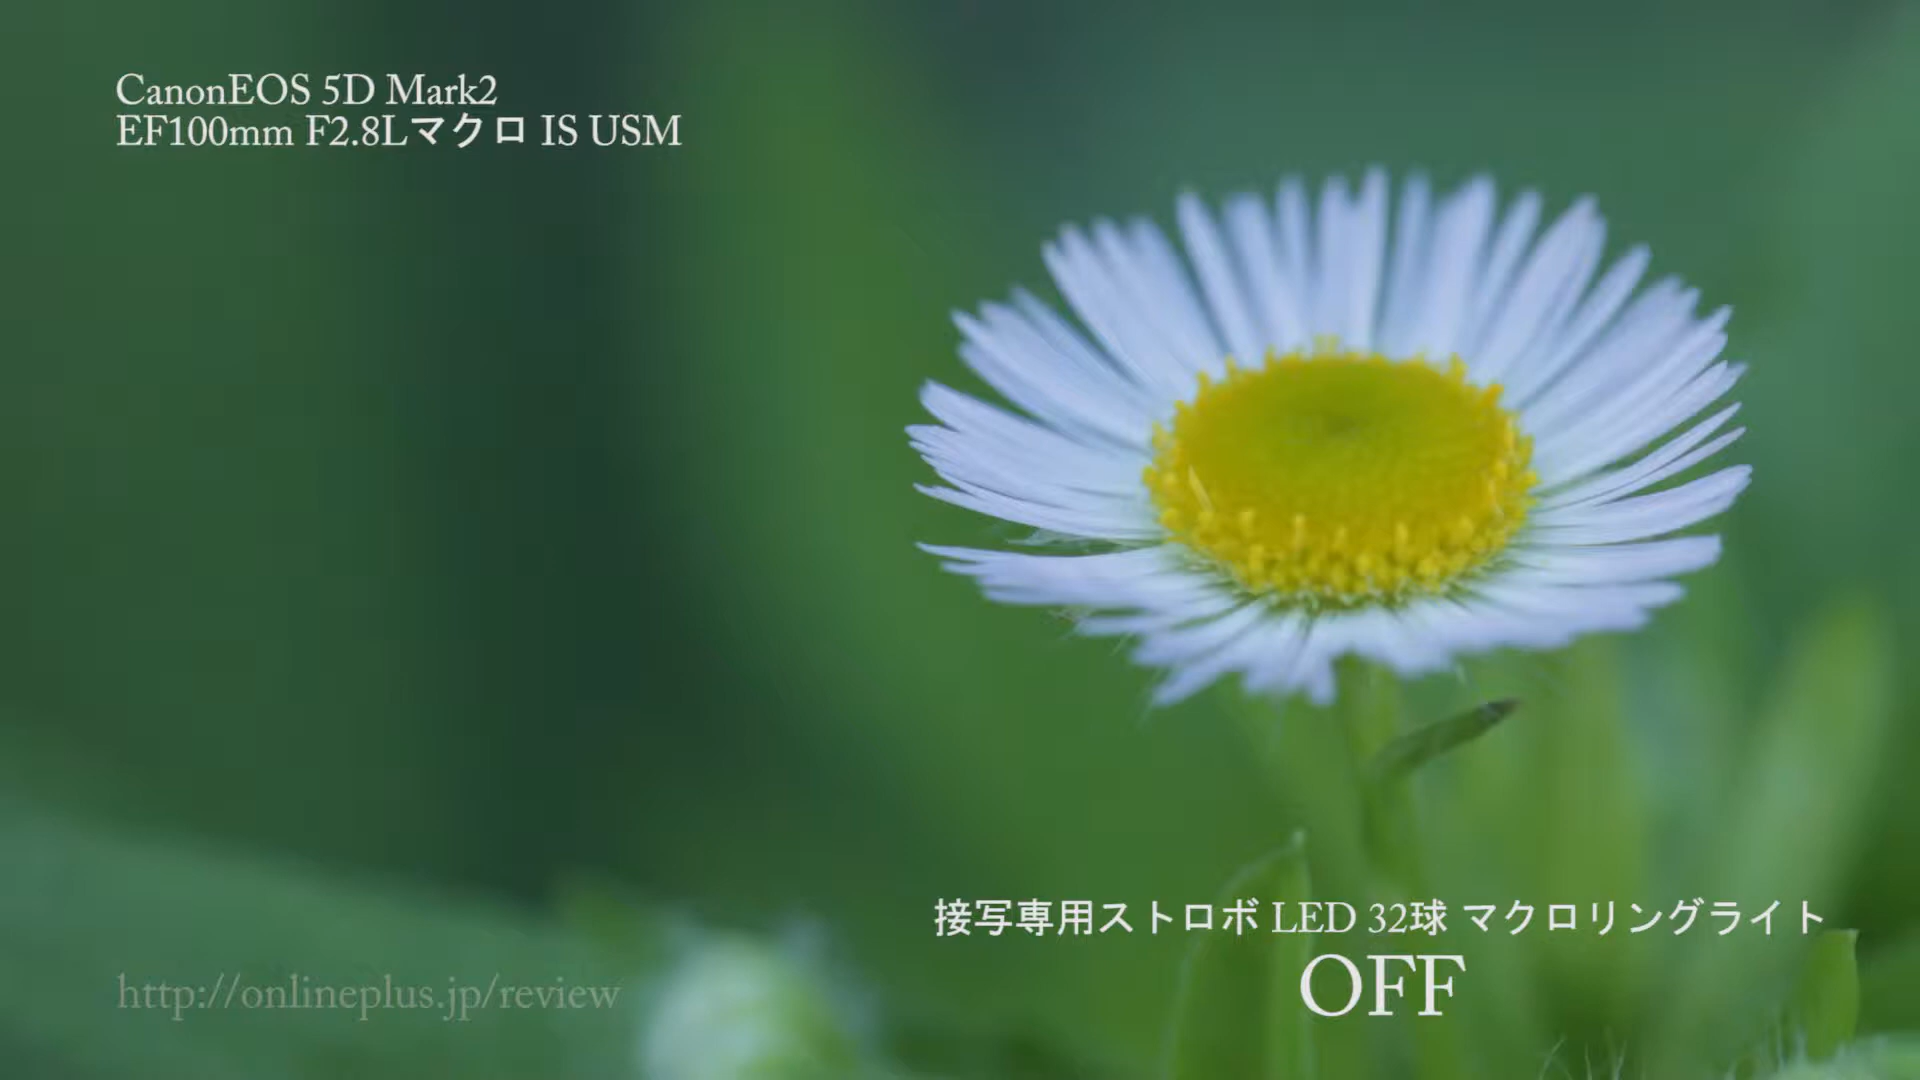 CanonEOS 5D Mark2
EF100mm F2.8Lマクロ IS USM
接写専用ストロボ LED 32球 マクロリングライト
OFF
http://onlineplus.jp/review